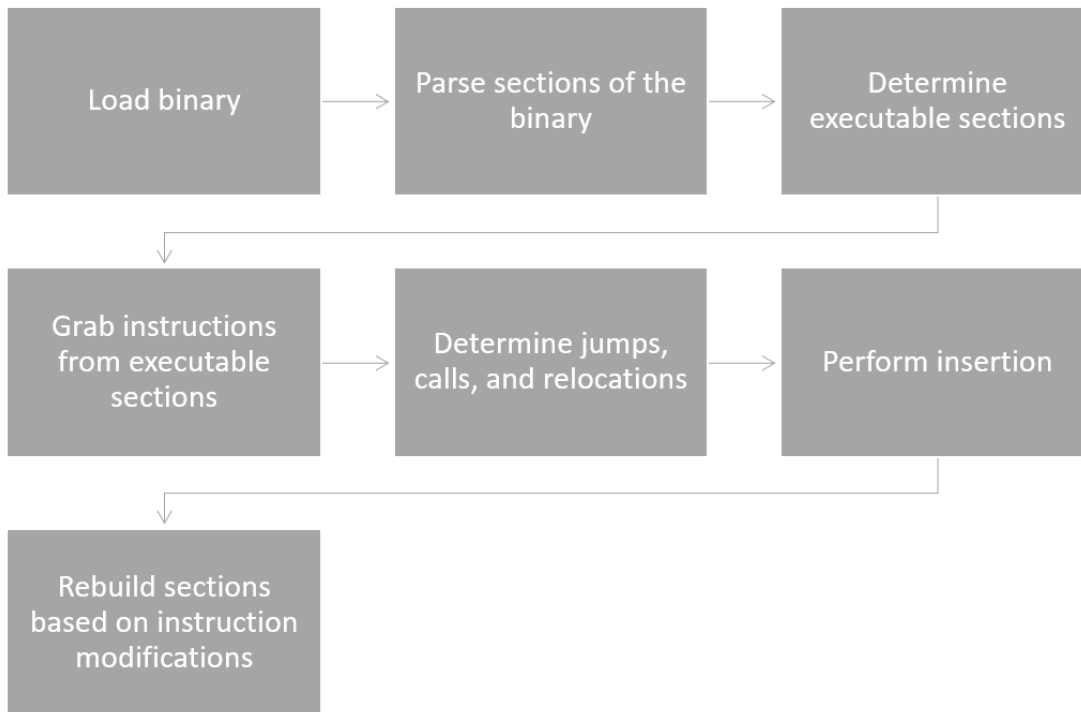 Load binary
Parse sections of the
binary
Determine
executable sections
Grab instructions
from executable
sections
Determine jumps,
calls, and relocations
Perform insertion
Rebuild sections
based on instruction
modifications